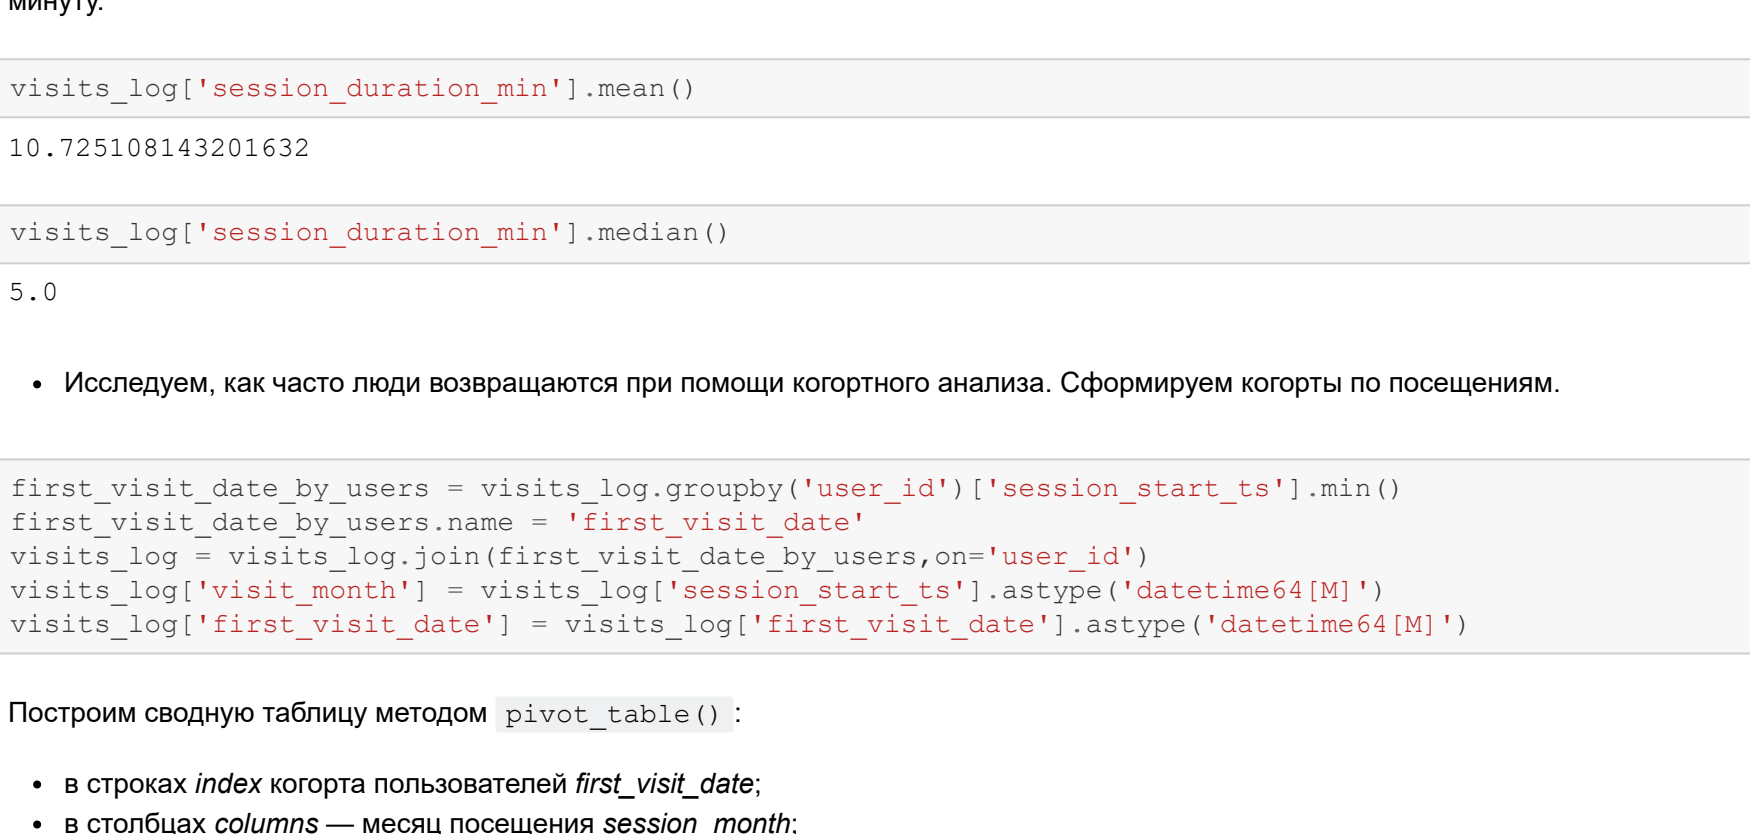 минуту.
visits_log['session_duration_min'].mean()
10.725108143201632
visits_log['session_duration_min'].median()
5.0
• Исследуем, как часто люди возвращаются при помощи когортного анализа. Сформируем когорты по посещениям.
first_visit_date_by_users = visits_log.groupby('user_id')['session_start_ts'].min()
first_visit_date_by_users.name = 'first_visit_date'
visits_log = visits_log.join(first_visit_date_by_users,on='user_id')
visits_log['visit_month'] = visits_log['session_start_ts'].astype('datetime64[M]')
visits_log['first_visit_date'] = visits_log['first_visit_date'].astype('datetime64[M]')
Построим сводную таблицу методом pivot_table() :
• в строках index когорта пользователей first_visit_date;
• в столбцах columns — месяц посещения session_month;